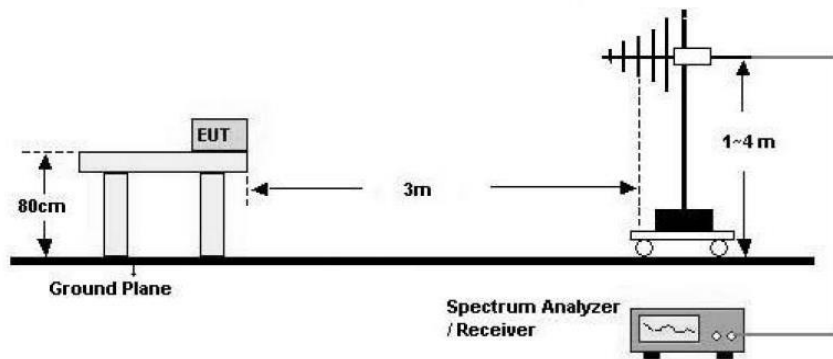 EUT
1~4 m
80cm
3m
Ground Plane
Spectrum Analyzer
/ Receiver